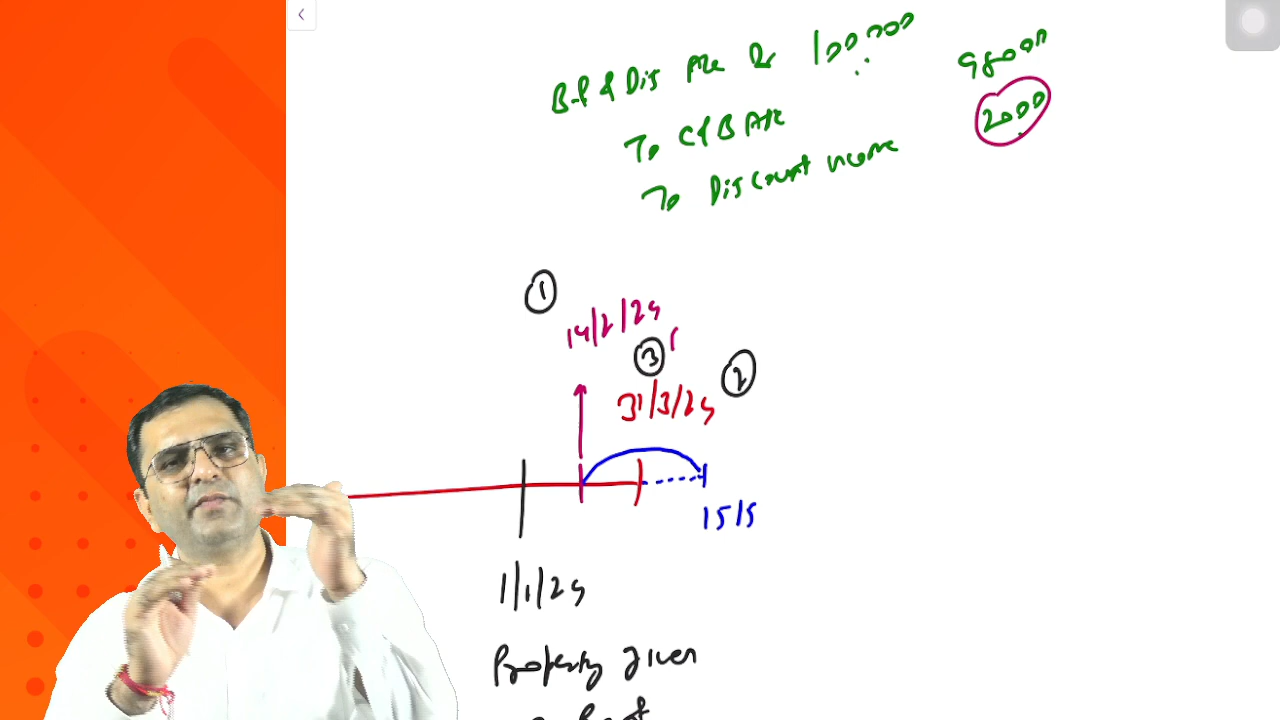 B.P & Dis A/c Dr 100000
To C & B A/c 98000
To Discount Income 2000
1
14/2/25
3
31/3/25
2
15/5
1/1/25
Property given